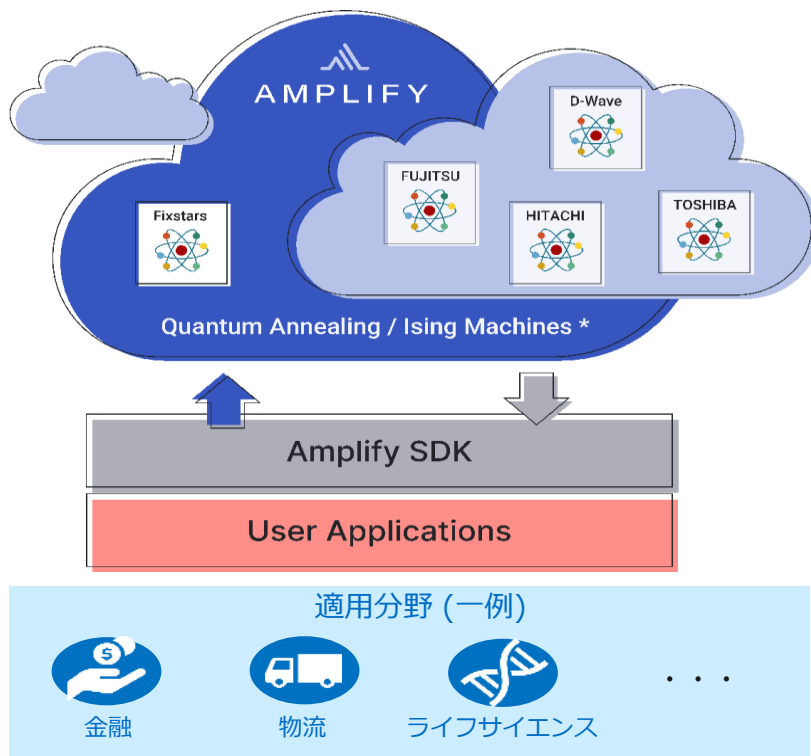 AMPLIFY
D-Wave
FUJITSU
Fixstars
HITACHI
TOSHIBA
Quantum Annealing / Ising Machines *
Amplify SDK
User Applications
適用分野 (一例)
金融
物流
ライフサイエンス
・・・